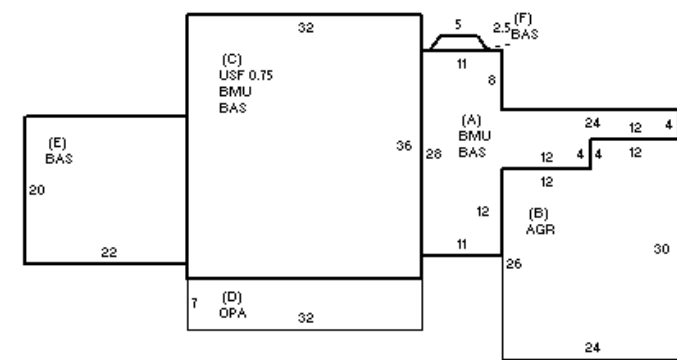 32
5
2.5
(F)
BAS
(C)
USF 0.75
BMU
BAS
11
8
(E)
BAS
(A)
BMU
BAS
24
12
4
36
28
12
4
4
12
12
20
12
(B)
AGR
22
11
26
30
7
(D)
OPA
32
24